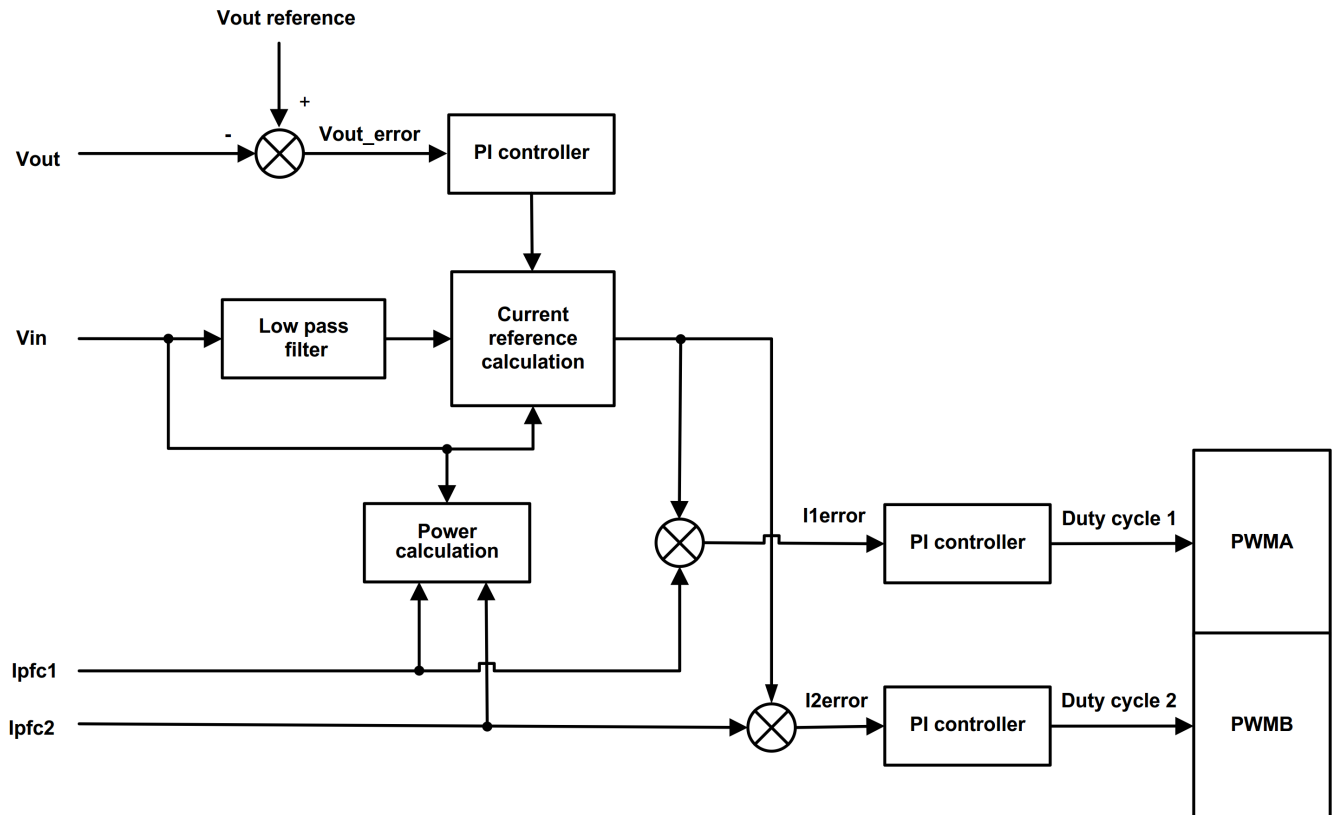 Vout reference
+
-
Vout_error
PI controller
Vout
Vin
Low pass
filter
Current
reference
calculation
Power
calculation
I1error
PI controller
Duty cycle 1
PWMA
Ipfc1
Ipfc2
I2error
PI controller
Duty cycle 2
PWMB